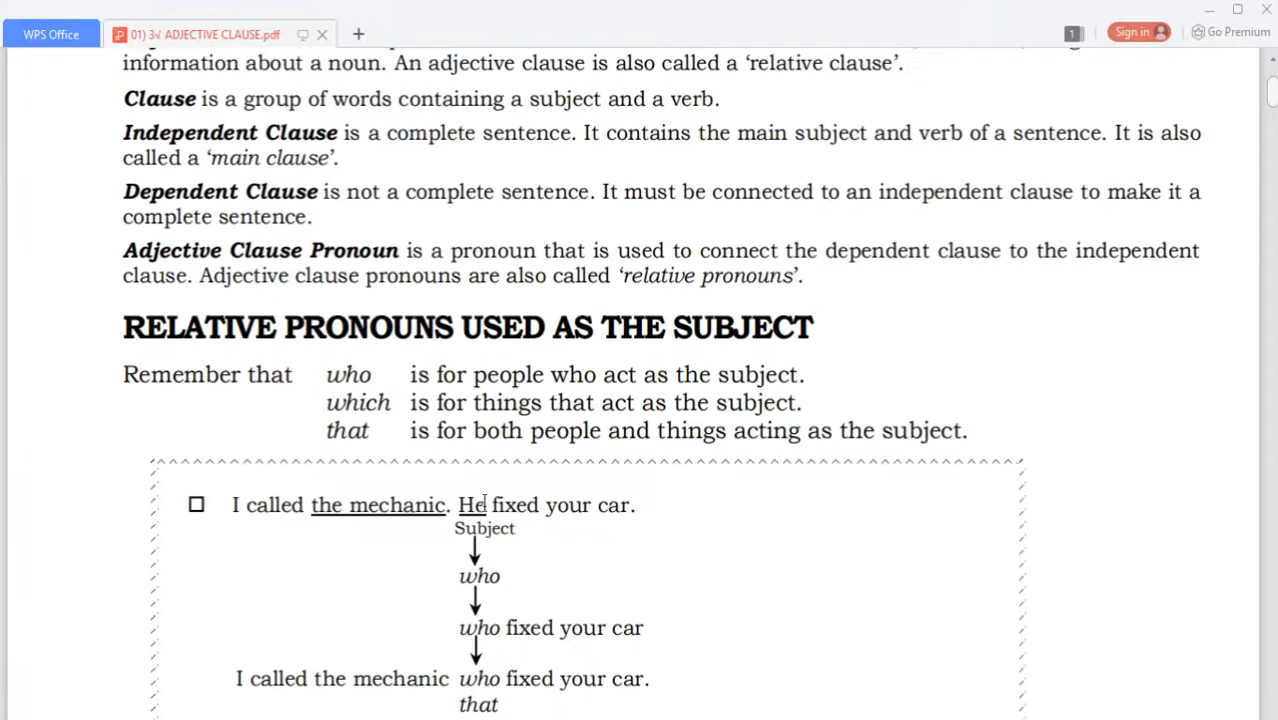 WPS Office
01) 3√ ADJECTIVE CLAUSE.pdf
1
Sign in
Go Premium
information about a noun. An adjective clause is also called a ‘relative clause’.
Clause is a group of words containing a subject and a verb.
Independent Clause is a complete sentence. It contains the main subject and verb of a sentence. It is also
called a ‘main clause’.
Dependent Clause is not a complete sentence. It must be connected to an independent clause to make it a
complete sentence.
Adjective Clause Pronoun is a pronoun that is used to connect the dependent clause to the independent
clause. Adjective clause pronouns are also called ‘relative pronouns’.
RELATIVE PRONOUNS USED AS THE SUBJECT
Remember that who is for people who act as the subject.
which is for things that act as the subject.
that is for both people and things acting as the subject.
I called the mechanic. He fixed your car.
Subject
who
who fixed your car
I called the mechanic who fixed your car.
that